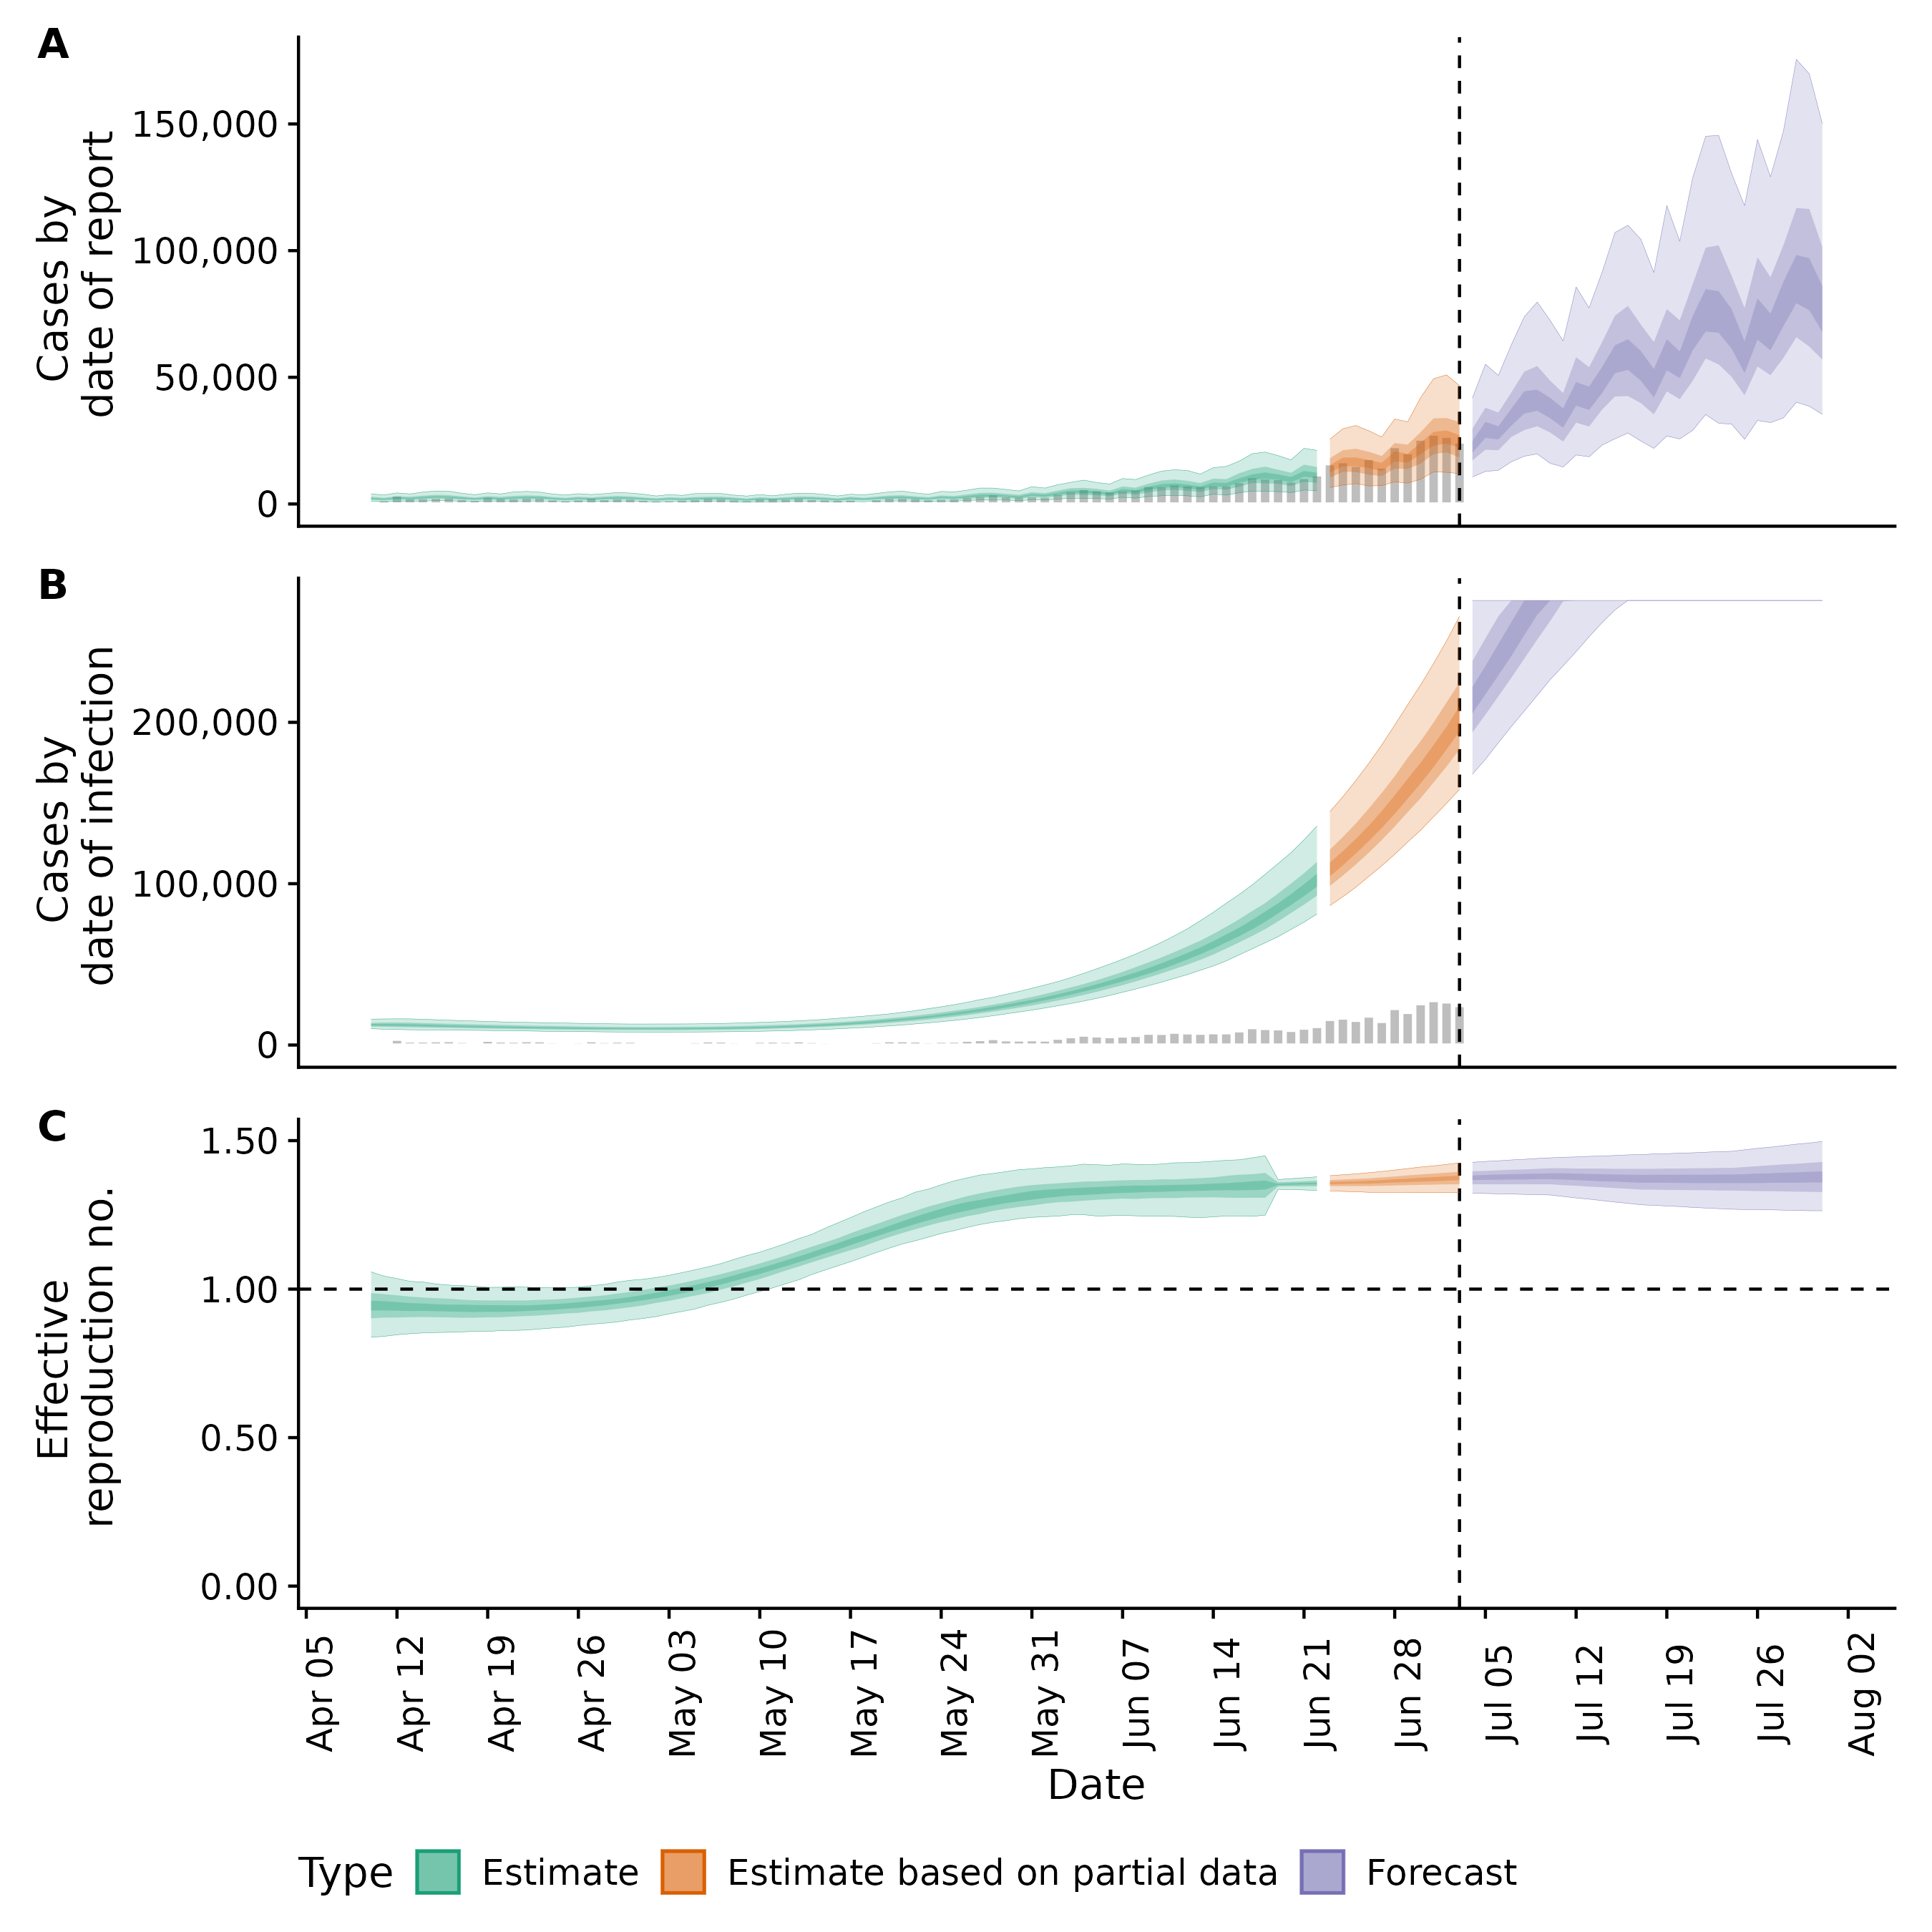 A
Cases by
date of report
150,000
100,000
50,000
0
B
Cases by
date of infection
200,000
100,000
0
C
Effective
reproduction no.
1.50
1.00
0.50
0.00
Apr 05
Apr 12
Apr 19
Apr 26
May 03
May 10
May 17
May 24
May 31
Jun 07
Jun 14
Jun 21
Jun 28
Jul 05
Jul 12
Jul 19
Jul 26
Aug 02
Date
Type Estimate Estimate based on partial data Forecast